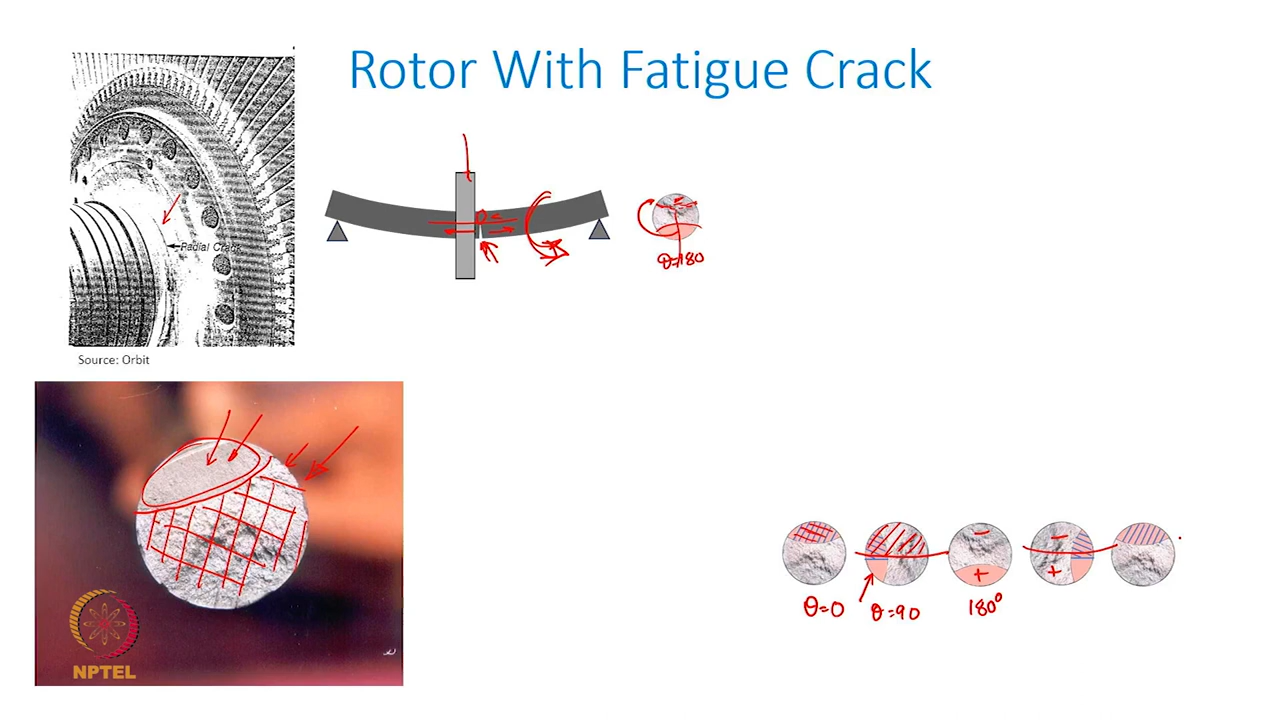 Rotor With Fatigue Crack
Radial Crack
θ=180
Source: Orbit
- -
+ +
θ=0 θ=90 180°
NPTEL